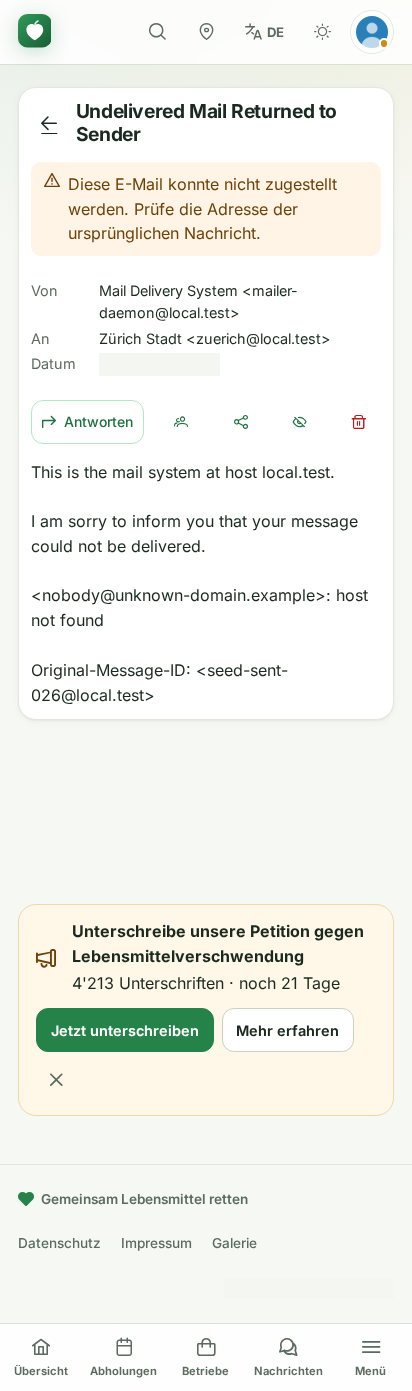 DE
Undelivered Mail Returned to
Sender
Diese E-Mail konnte nicht zugestellt
werden. Prüfe die Adresse der
ursprünglichen Nachricht.
Von Mail Delivery System <mailer-
daemon@local.test>
An Zürich Stadt <zuerich@local.test>
Datum
Antworten
This is the mail system at host local.test.
I am sorry to inform you that your message
could not be delivered.
<nobody@unknown-domain.example>: host
not found
Original-Message-ID: <seed-sent-
026@local.test>
Unterschreibe unsere Petition gegen
Lebensmittelverschwendung
4'213 Unterschriften · noch 21 Tage
Jetzt unterschreiben Mehr erfahren
Gemeinsam Lebensmittel retten
Datenschutz Impressum Galerie
Übersicht Abholungen Betriebe Nachrichten Menü